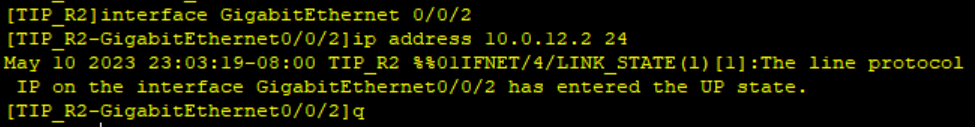 [TIP_R2]interface GigabitEthernet 0/0/2
[TIP_R2-GigabitEthernet0/0/2]ip address 10.0.12.2 24
May 10 2023 23:03:19-08:00 TIP_R2 %%01IFNET/4/LINK_STATE(l)[1]:The line protocol
IP on the interface GigabitEthernet0/0/2 has entered the UP state.
[TIP_R2-GigabitEthernet0/0/2]q